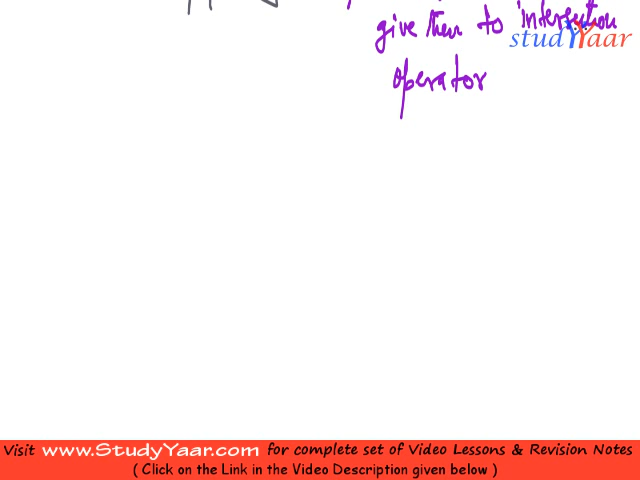 give them to intersection
studYYaar
operator
Visit www.StudyYaar.com for complete set of Video Lessons & Revision Notes
( Click on the Link in the Video Description given below )